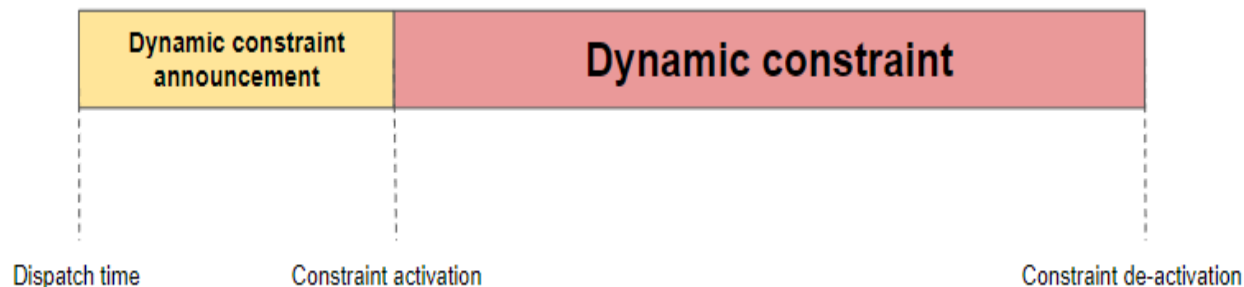 Dynamic constraint
announcement
Dynamic constraint
Dispatch time
Constraint activation
Constraint de-activation